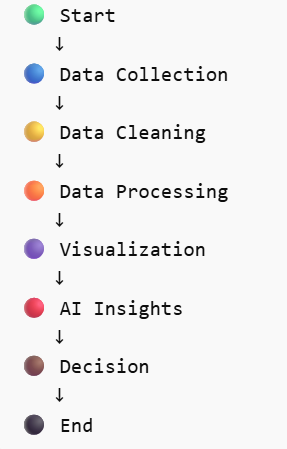 🟢 Start
↓
🔵 Data Collection
↓
🟡 Data Cleaning
↓
🟠 Data Processing
↓
🟣 Visualization
↓
🔴 AI Insights
↓
🟤 Decision
↓
⚫ End